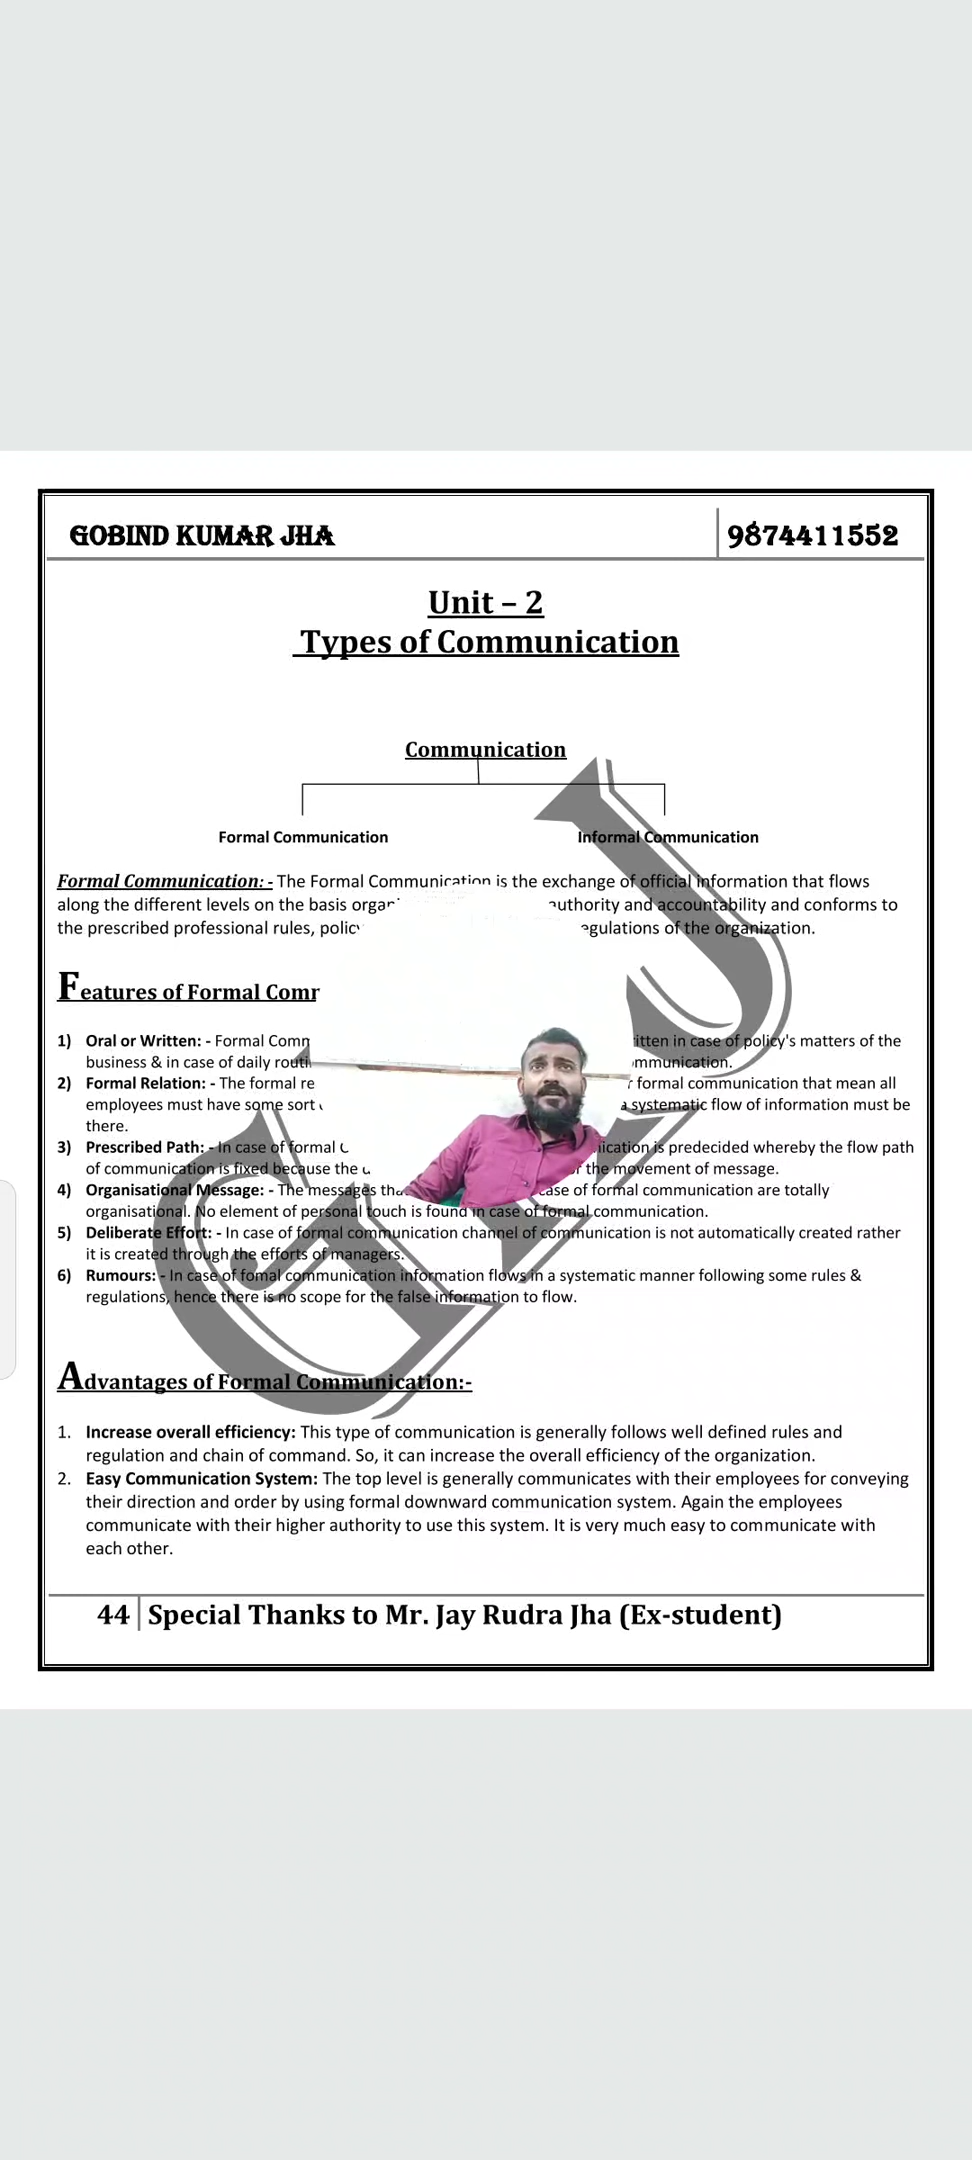 GOBIND KUMAR JHA 9874411552
Unit – 2
Types of Communication
Communication
Formal Communication Informal Communication
Formal Communication: - The Formal Communication is the exchange of official information that flows
along the different levels on the basis authority and accountability and conforms to
the prescribed professional rules, of the organization.
Features of Formal
1) Oral or Written: - Formal in case of policy's matters of the
business & in case of daily
2) Formal Relation: - The formal formal communication that mean all
employees must have some sort a systematic flow of information must be
there.
3) Prescribed Path: - In case of formal is predecided whereby the flow path
of communication is fixed because the the movement of message.
4) Organisational Message: - The messages case of formal communication are totally
organisational. No element of personal touch is found in case of formal communication.
5) Deliberate Effort: - In case of formal communication channel of communication is not automatically created rather
it is created through the efforts of managers.
6) Rumours: - In case of fomal communication information flows in a systematic manner following some rules &
regulations, hence there is no scope for the false information to flow.
Advantages of Formal Communication:-
1. Increase overall efficiency: This type of communication is generally follows well defined rules and
regulation and chain of command. So, it can increase the overall efficiency of the organization.
2. Easy Communication System: The top level is generally communicates with their employees for conveying
their direction and order by using formal downward communication system. Again the employees
communicate with their higher authority to use this system. It is very much easy to communicate with
each other.
44 Special Thanks to Mr. Jay Rudra Jha (Ex-student)
GKJ